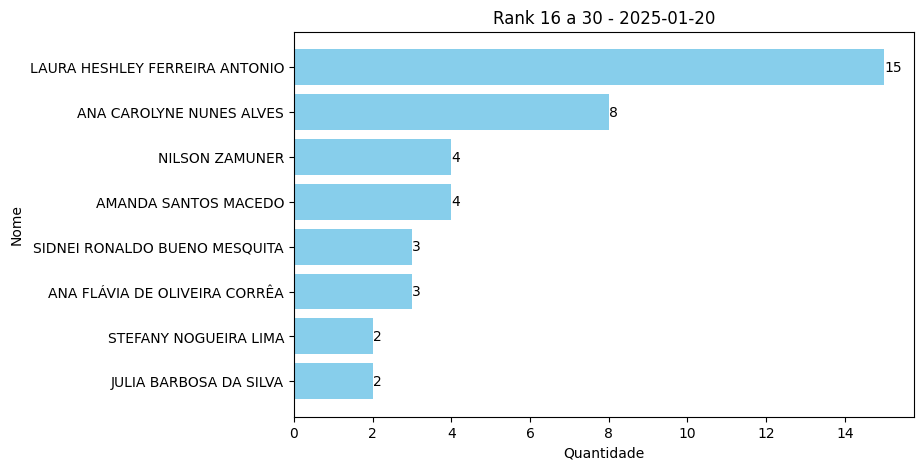 Rank 16 a 30 - 2025-01-20
LAURA HESHLEY FERREIRA ANTONIO 15
ANA CAROLYNE NUNES ALVES 8
NILSON ZAMUNER 4
AMANDA SANTOS MACEDO 4
SIDNEI RONALDO BUENO MESQUITA 3
ANA FLÁVIA DE OLIVEIRA CORRÊA 3
STEFANY NOGUEIRA LIMA 2
JULIA BARBOSA DA SILVA 2
Nome
0 2 4 6 8 10 12 14
Quantidade